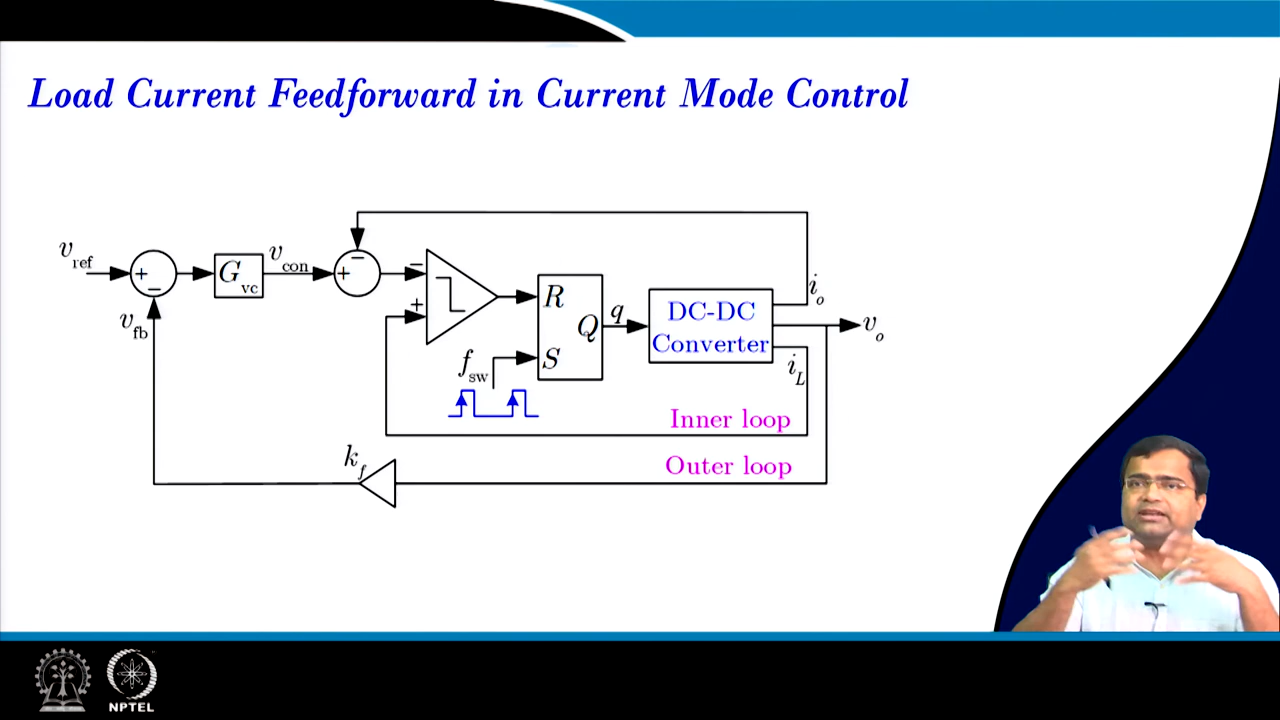 Load Current Feedforward in Current Mode Control
v_ref
+
−
G_vc
v_con
+
−
−
+
R
Q
S
q
f_sw
DC-DC
Converter
i_o
v_o
i_L
v_fb
Inner loop
k_f
Outer loop
NPTEL